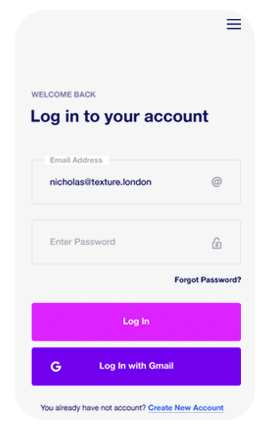 WELCOME BACK
Log in to your account
Email Address
nicholas@texture.london
@
Enter Password
Forgot Password?
Log In
G Log In with Gmail
You already have not account? Create New Account